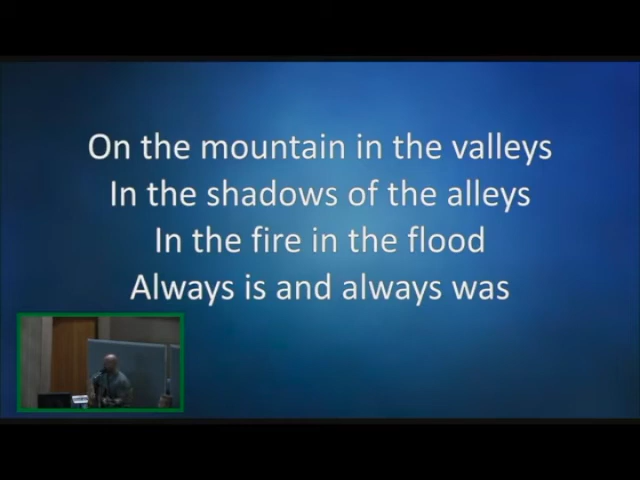 On the mountain in the valleys
In the shadows of the alleys
In the fire in the flood
Always is and always was